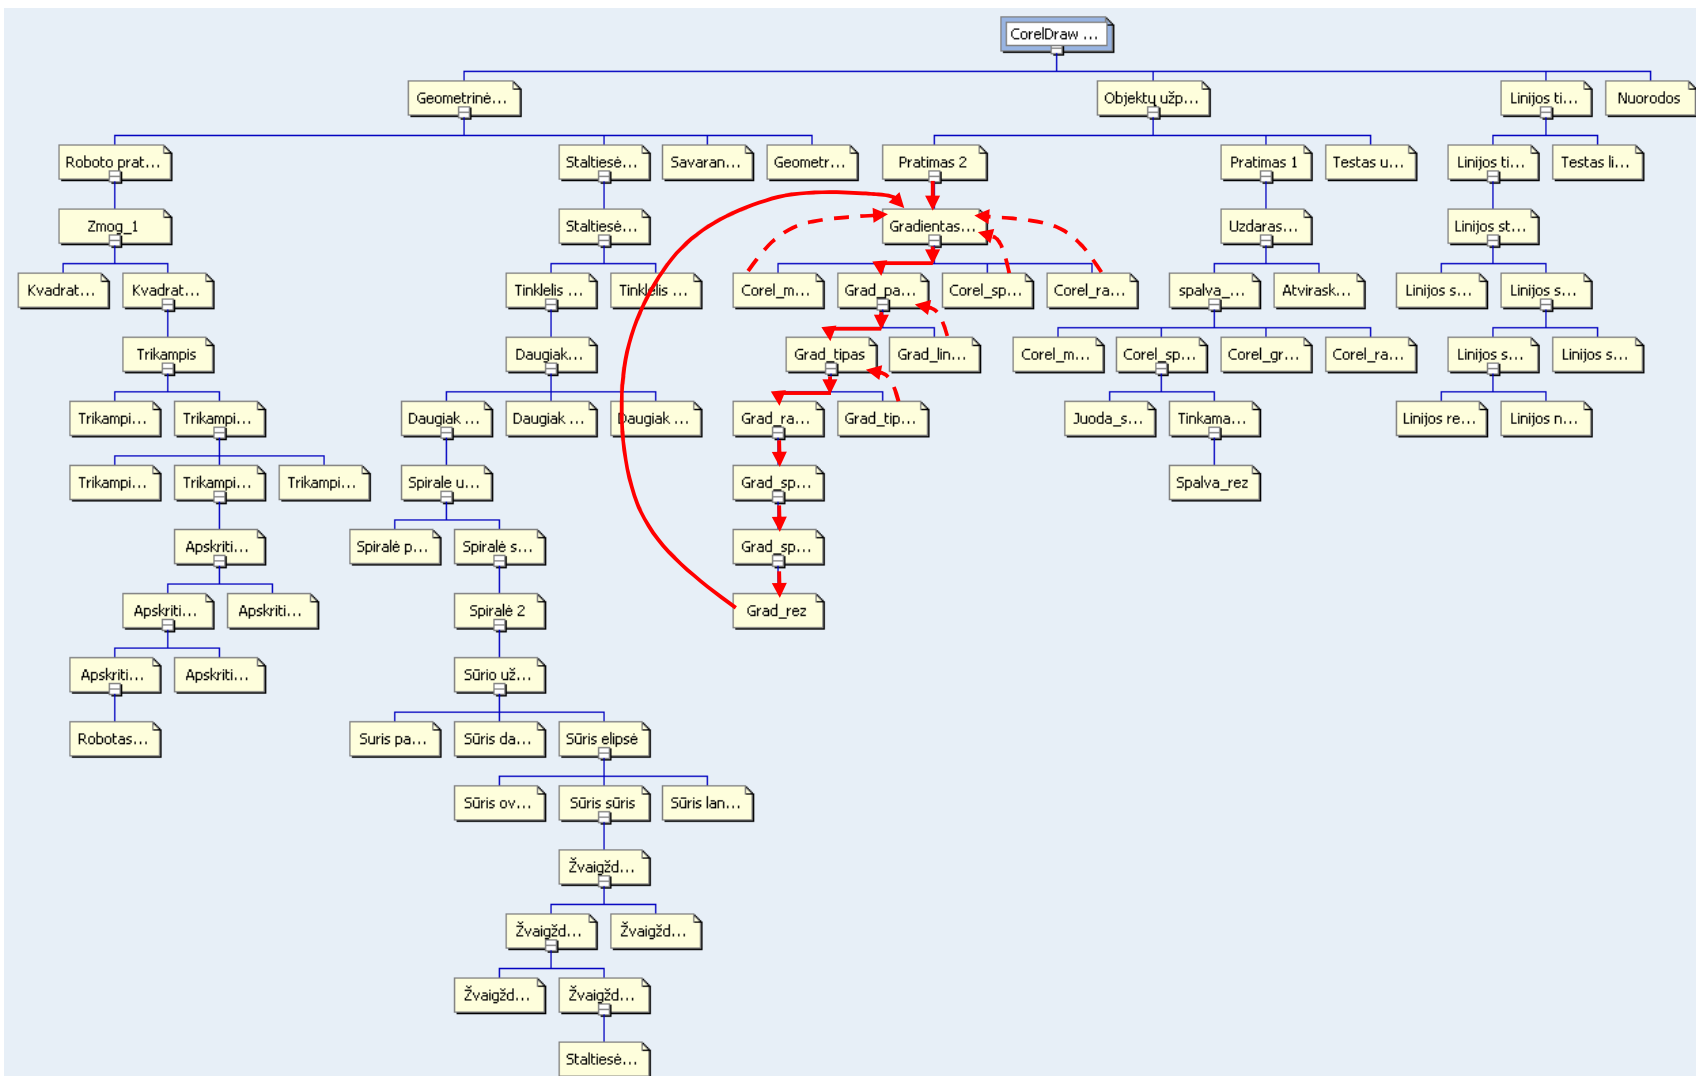 CorelDraw ...
Geometrinė...
Objektų užp...
Linijos ti...
Nuorodos
Roboto prat...
Staltiesė...
Savaran...
Geometr...
Pratimas 2
Pratimas 1
Testas u...
Linijos ti...
Testas li...
Zmog_1
Staltiesė...
Gradientas...
Uzdaras...
Linijos st...
Kvadrat...
Kvadrat...
Tinklelis ...
Tinklelis ...
Corel_m...
Grad_pa...
Corel_sp...
Corel_ra...
spalva_...
Atvirask...
Linijos s...
Linijos s...
Trikampis
Daugiak...
Grad_tipas
Grad_lin...
Corel_m...
Corel_sp...
Corel_gr...
Corel_ra...
Linijos s...
Linijos s...
Trikampi...
Trikampi...
Daugiak ...
Daugiak ...
Daugiak ...
Grad_ra...
Grad_tip...
Juoda_s...
Tinkama...
Linijos re...
Linijos n...
Trikampi...
Trikampi...
Trikampi...
Spirale u...
Grad_sp...
Spalva_rez
Apskriti...
Spiralė p...
Spiralė s...
Grad_sp...
Apskriti...
Apskriti...
Spiralė 2
Grad_rez
Apskriti...
Apskriti...
Sūrio už...
Robotas...
Suris pa...
Sūris da...
Sūris elipsė
Sūris ov...
Sūris sūris
Sūris lan...
Žvaigžd...
Žvaigžd...
Žvaigžd...
Žvaigžd...
Žvaigžd...
Staltiesė...